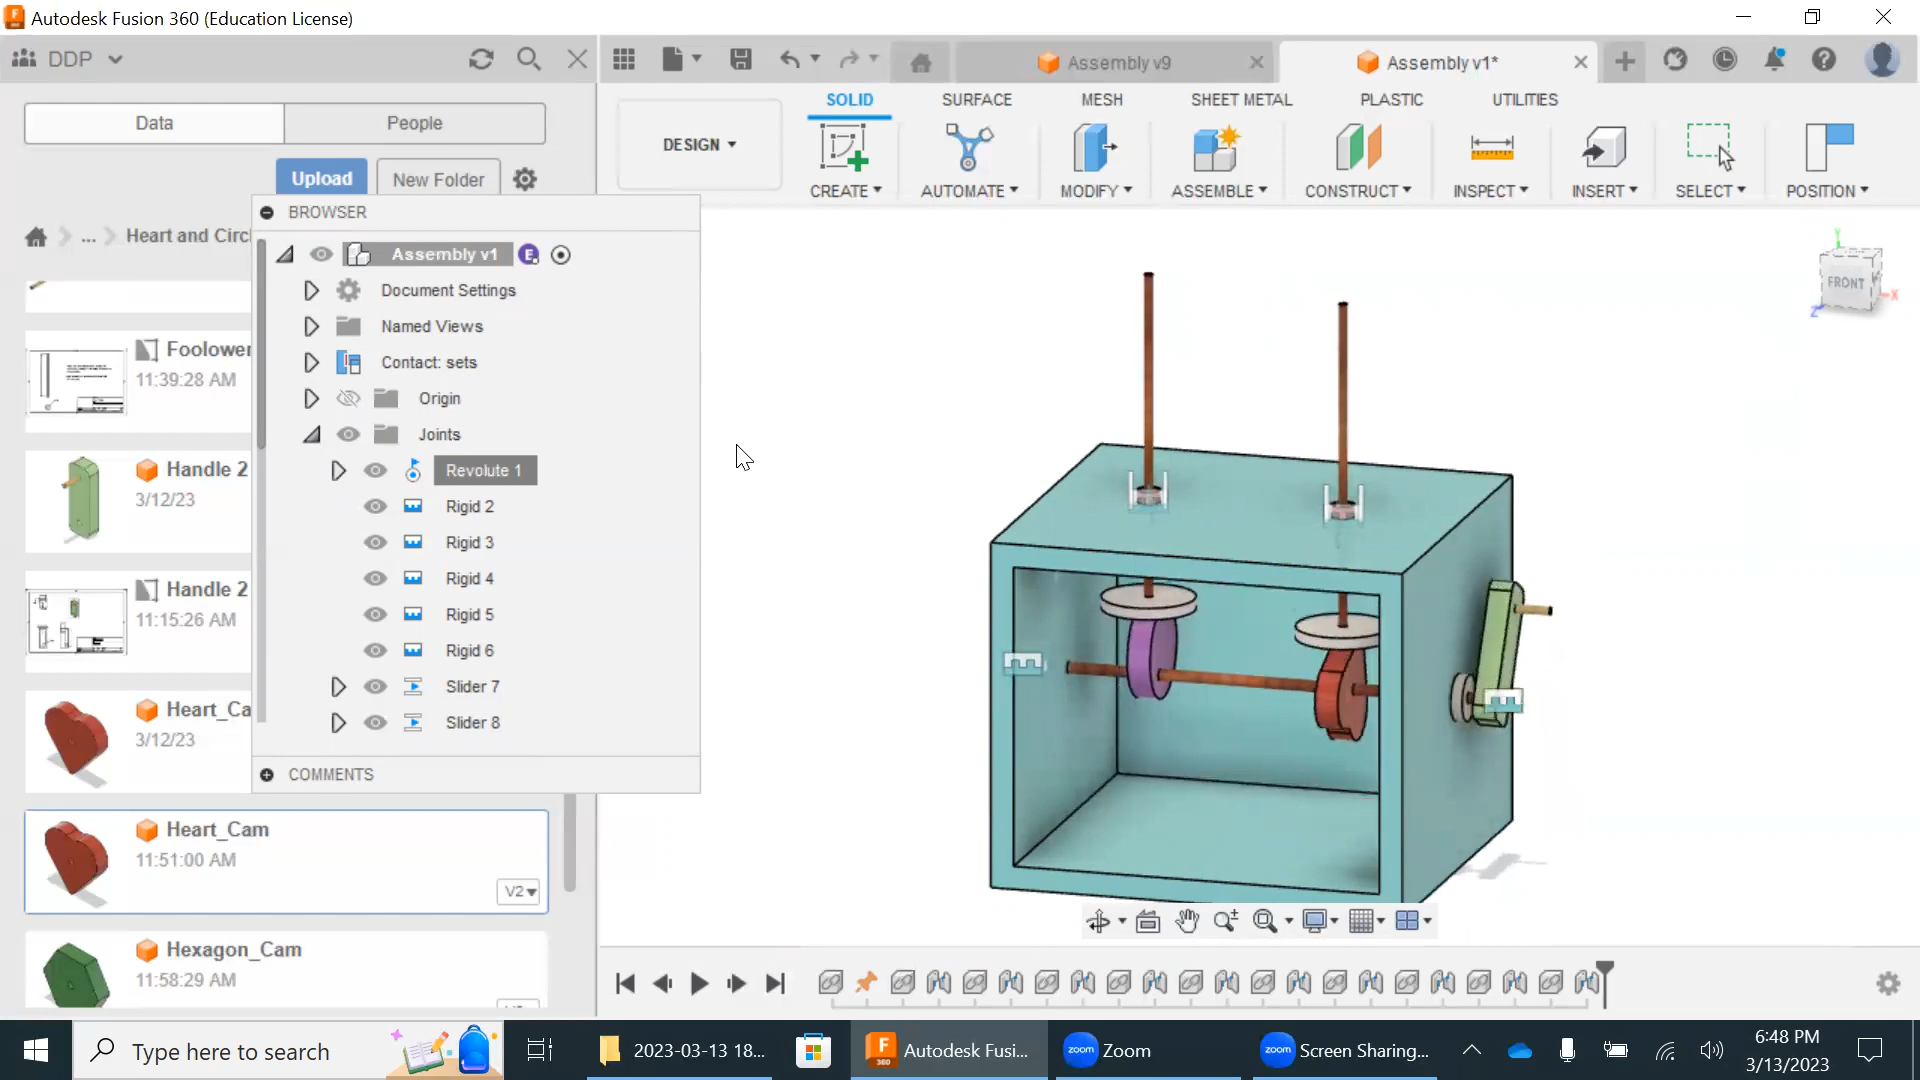 Autodesk Fusion 360 (Education License)
DDP
Assembly v9
Assembly v1*
Data
People
SOLID
SURFACE
MESH
SHEET METAL
PLASTIC
UTILITIES
DESIGN
Upload
New Folder
CREATE
AUTOMATE
MODIFY
ASSEMBLE
CONSTRUCT
INSPECT
INSERT
SELECT
POSITION
... Heart and Circ
BROWSER
Assembly v1
Document Settings
Named Views
Contact: sets
Origin
Joints
Revolute 1
Rigid 2
Rigid 3
Rigid 4
Rigid 5
Rigid 6
Slider 7
Slider 8
COMMENTS
Foolower
11:39:28 AM
Handle 2
3/12/23
Handle 2
11:15:26 AM
Heart_Ca
3/12/23
Heart_Cam
11:51:00 AM
V2
Hexagon_Cam
11:58:29 AM
Y
FRONT
X
Z
Type here to search
2023-03-13 18...
F
360
Autodesk Fusi...
zoom
Zoom
zoom
Screen Sharing...
6:48 PM
3/13/2023